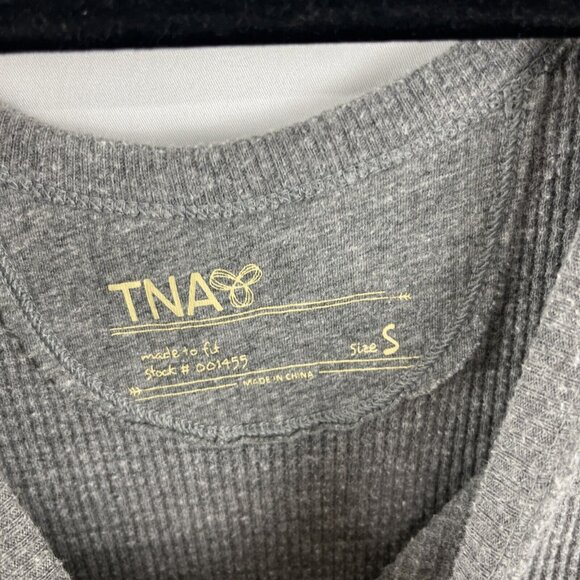 TNA
made to fit
stock # 001455
size S
MADE IN CHINA